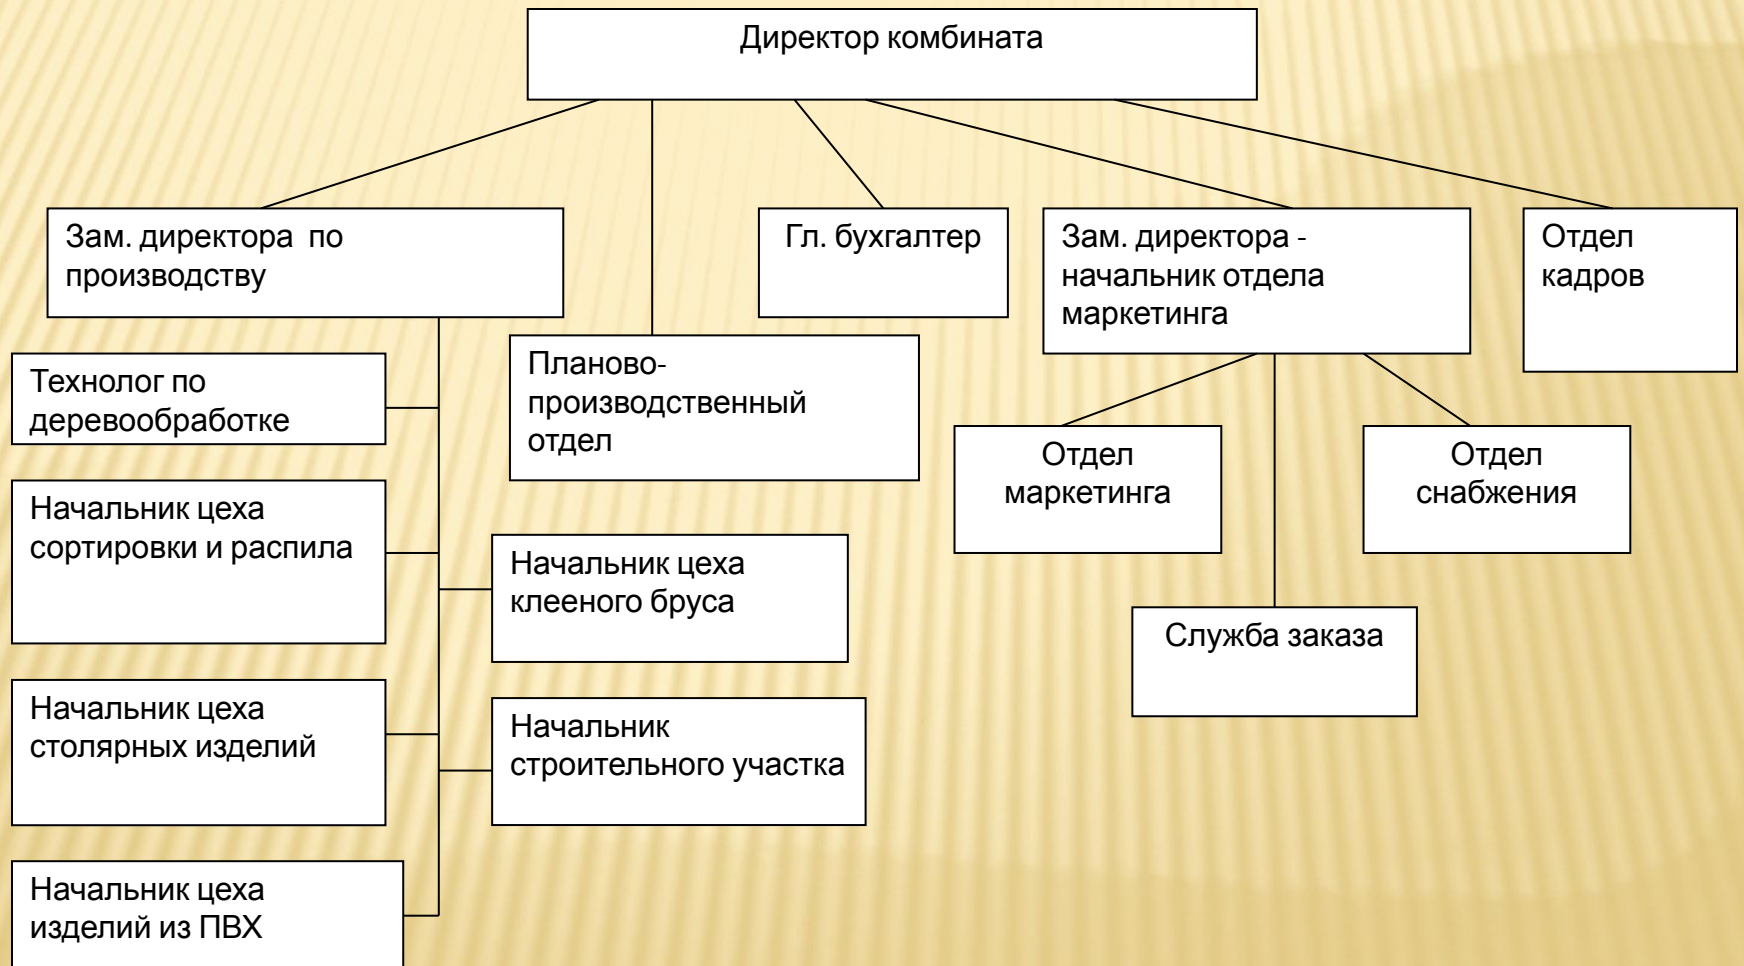 Директор комбината
Зам. директора по
производству
Гл. бухгалтер
Зам. директора -
начальник отдела
маркетинга
Отдел
кадров
Планово-
производственный
отдел
Технолог по
деревообработке
Отдел
маркетинга
Отдел
снабжения
Начальник цеха
сортировки и распила
Начальник цеха
клееного бруса
Служба заказа
Начальник цеха
столярных изделий
Начальник
строительного участка
Начальник цеха
изделий из ПВХ